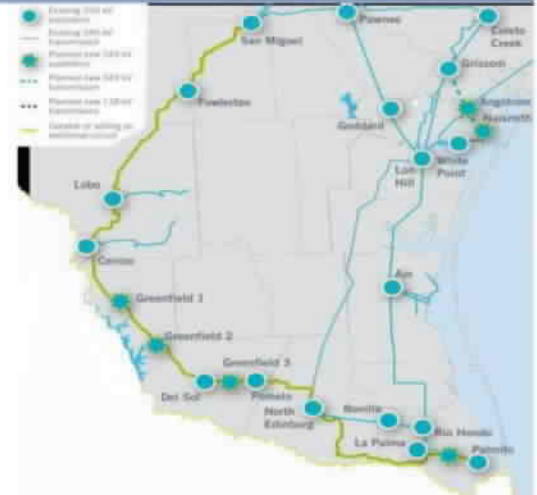 Existing 345 kV
substation
Existing 345 kV
transmission
Planned new 345 kV
substation
Planned new 345 kV
transmission
Planned new 138 kV
transmission
San Miguel
Pawnee
Coleto
Creek
Grissom
Fowlerton
Goddard
Angstrom
Nazareth
Lon
Hill
White
Point
Lobo
Cenizo
Ajo
Greenfield 1
Greenfield 2
Greenfield 3
Del Sol
Pomelo
North
Edinburg
Nopalito
Rio Hondo
La Palma
Palmito